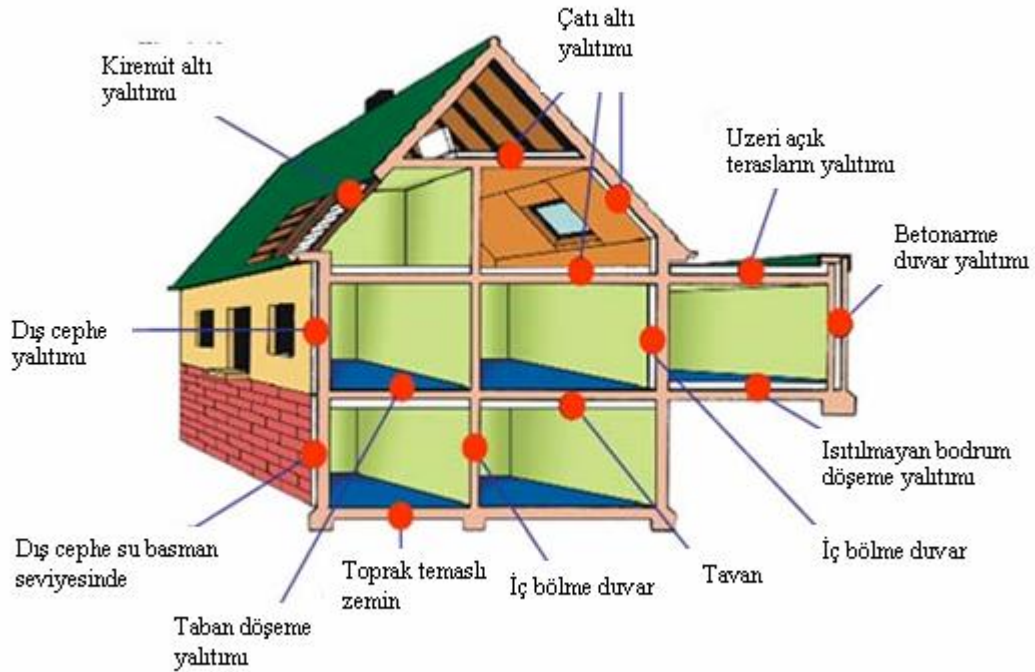 Çatı altı
yalıtımı
Kiremit altı
yalıtımı
Uzeri açık
terasların yalıtımı
Betonarme
duvar yalıtımı
Dış cephe
yalıtımı
Isıtılmayan bodrum
döşeme yalıtımı
Dış cephe su basman
seviyesinde
Toprak temaslı
zemin
İç bölme duvar
Tavan
İç bölme duvar
Taban döşeme
yalıtımı